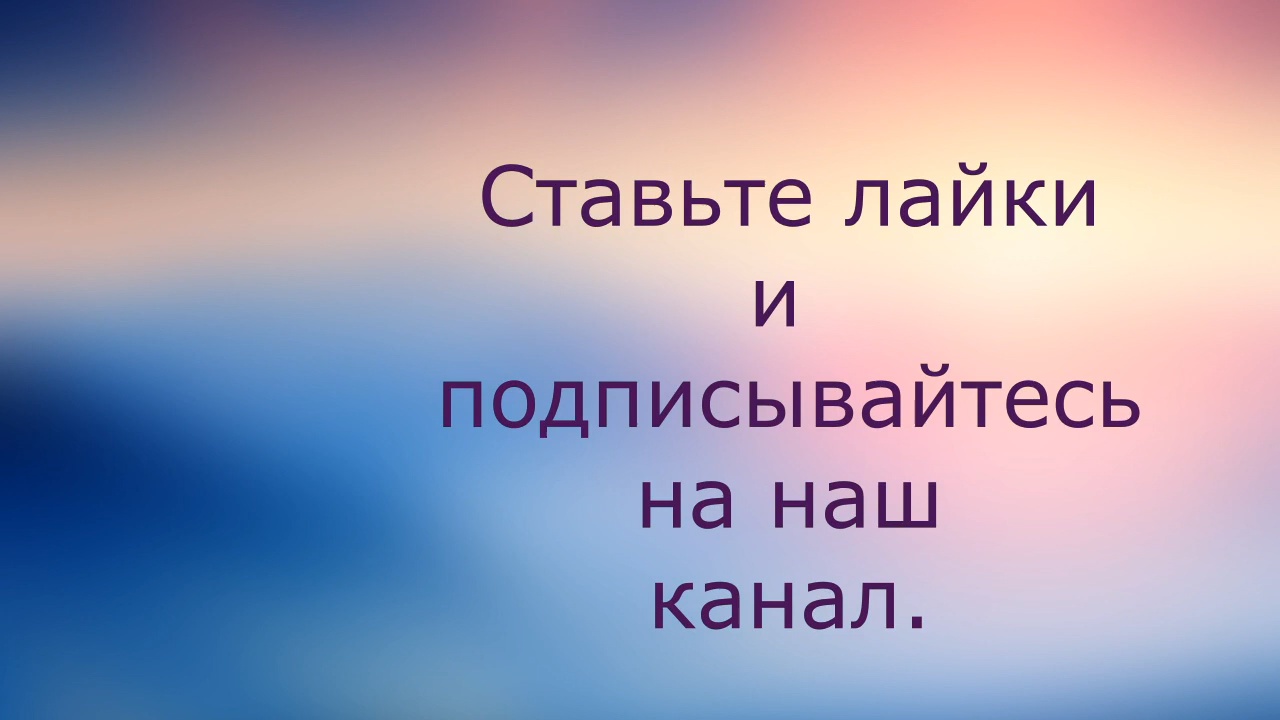 Ставьте лайки
и
подписывайтесь
на наш
канал.